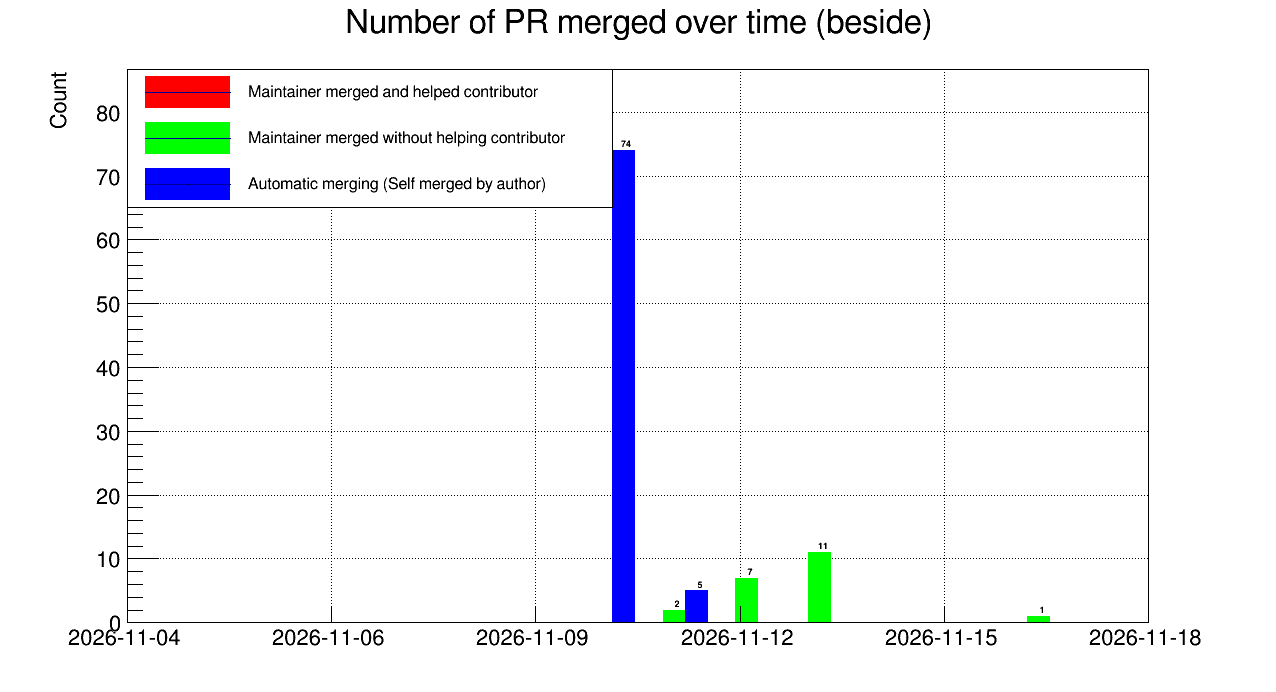 Number of PR merged over time (beside)
Count
Maintainer merged and helped contributor
Maintainer merged without helping contributor
Automatic merging (Self merged by author)
80
70
60
50
40
30
20
10
0
74
2
5
7
11
1
2026-11-04 2026-11-06 2026-11-09 2026-11-12 2026-11-15 2026-11-18